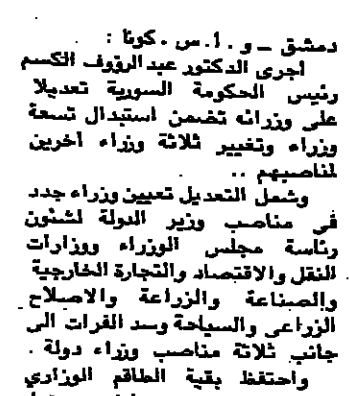 دمشق ـ و . ا. س . كونا :
أجرى الدكتور عبد الرؤوف الكسم
رئيس الحكومة السورية تعديلا
على وزرائه تضمن استبدال تسعة
وزراء وتغيير ثلاثة وزراء اخرين
لمناصبهم ..
وشمل التعديل تعيين وزراء جدد
في مناصب وزير الدولة لشئون
رئاسة مجلس الوزراء ووزارات
النقل والاقتصاد والتجارة الخارجية
والصناعة والزراعة والاصلاح
الزراعي والسياحة وسد الفرات الى
جانب ثلاثة مناصب وزراء دولة .
واحتفظ بقية الطاقم الوزاري